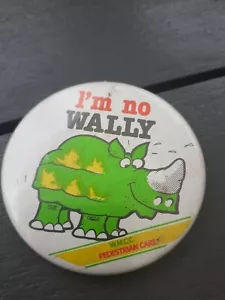 I'm no
WALLY
W.M.C.C.
PEDESTRIAN CARE